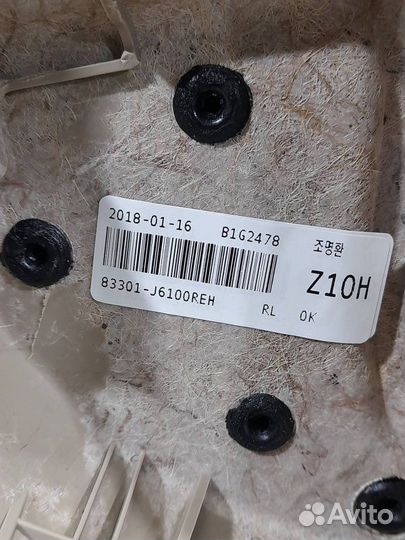 2018-01-16 B1G2478 조명환
Z10H
83301-J6100REH RL OK
Avito